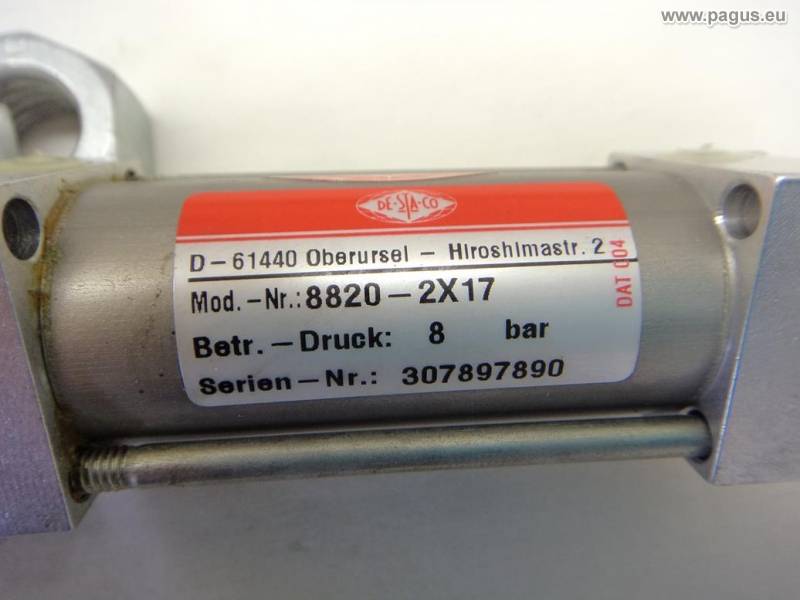 www.pagus.eu
DE-STA-CO
D-61440 Oberursel - Hiroshimastr. 2
Mod.-Nr.: 8820-2X17
Betr.-Druck: 8 bar
Serien-Nr.: 307897890
DAT 004